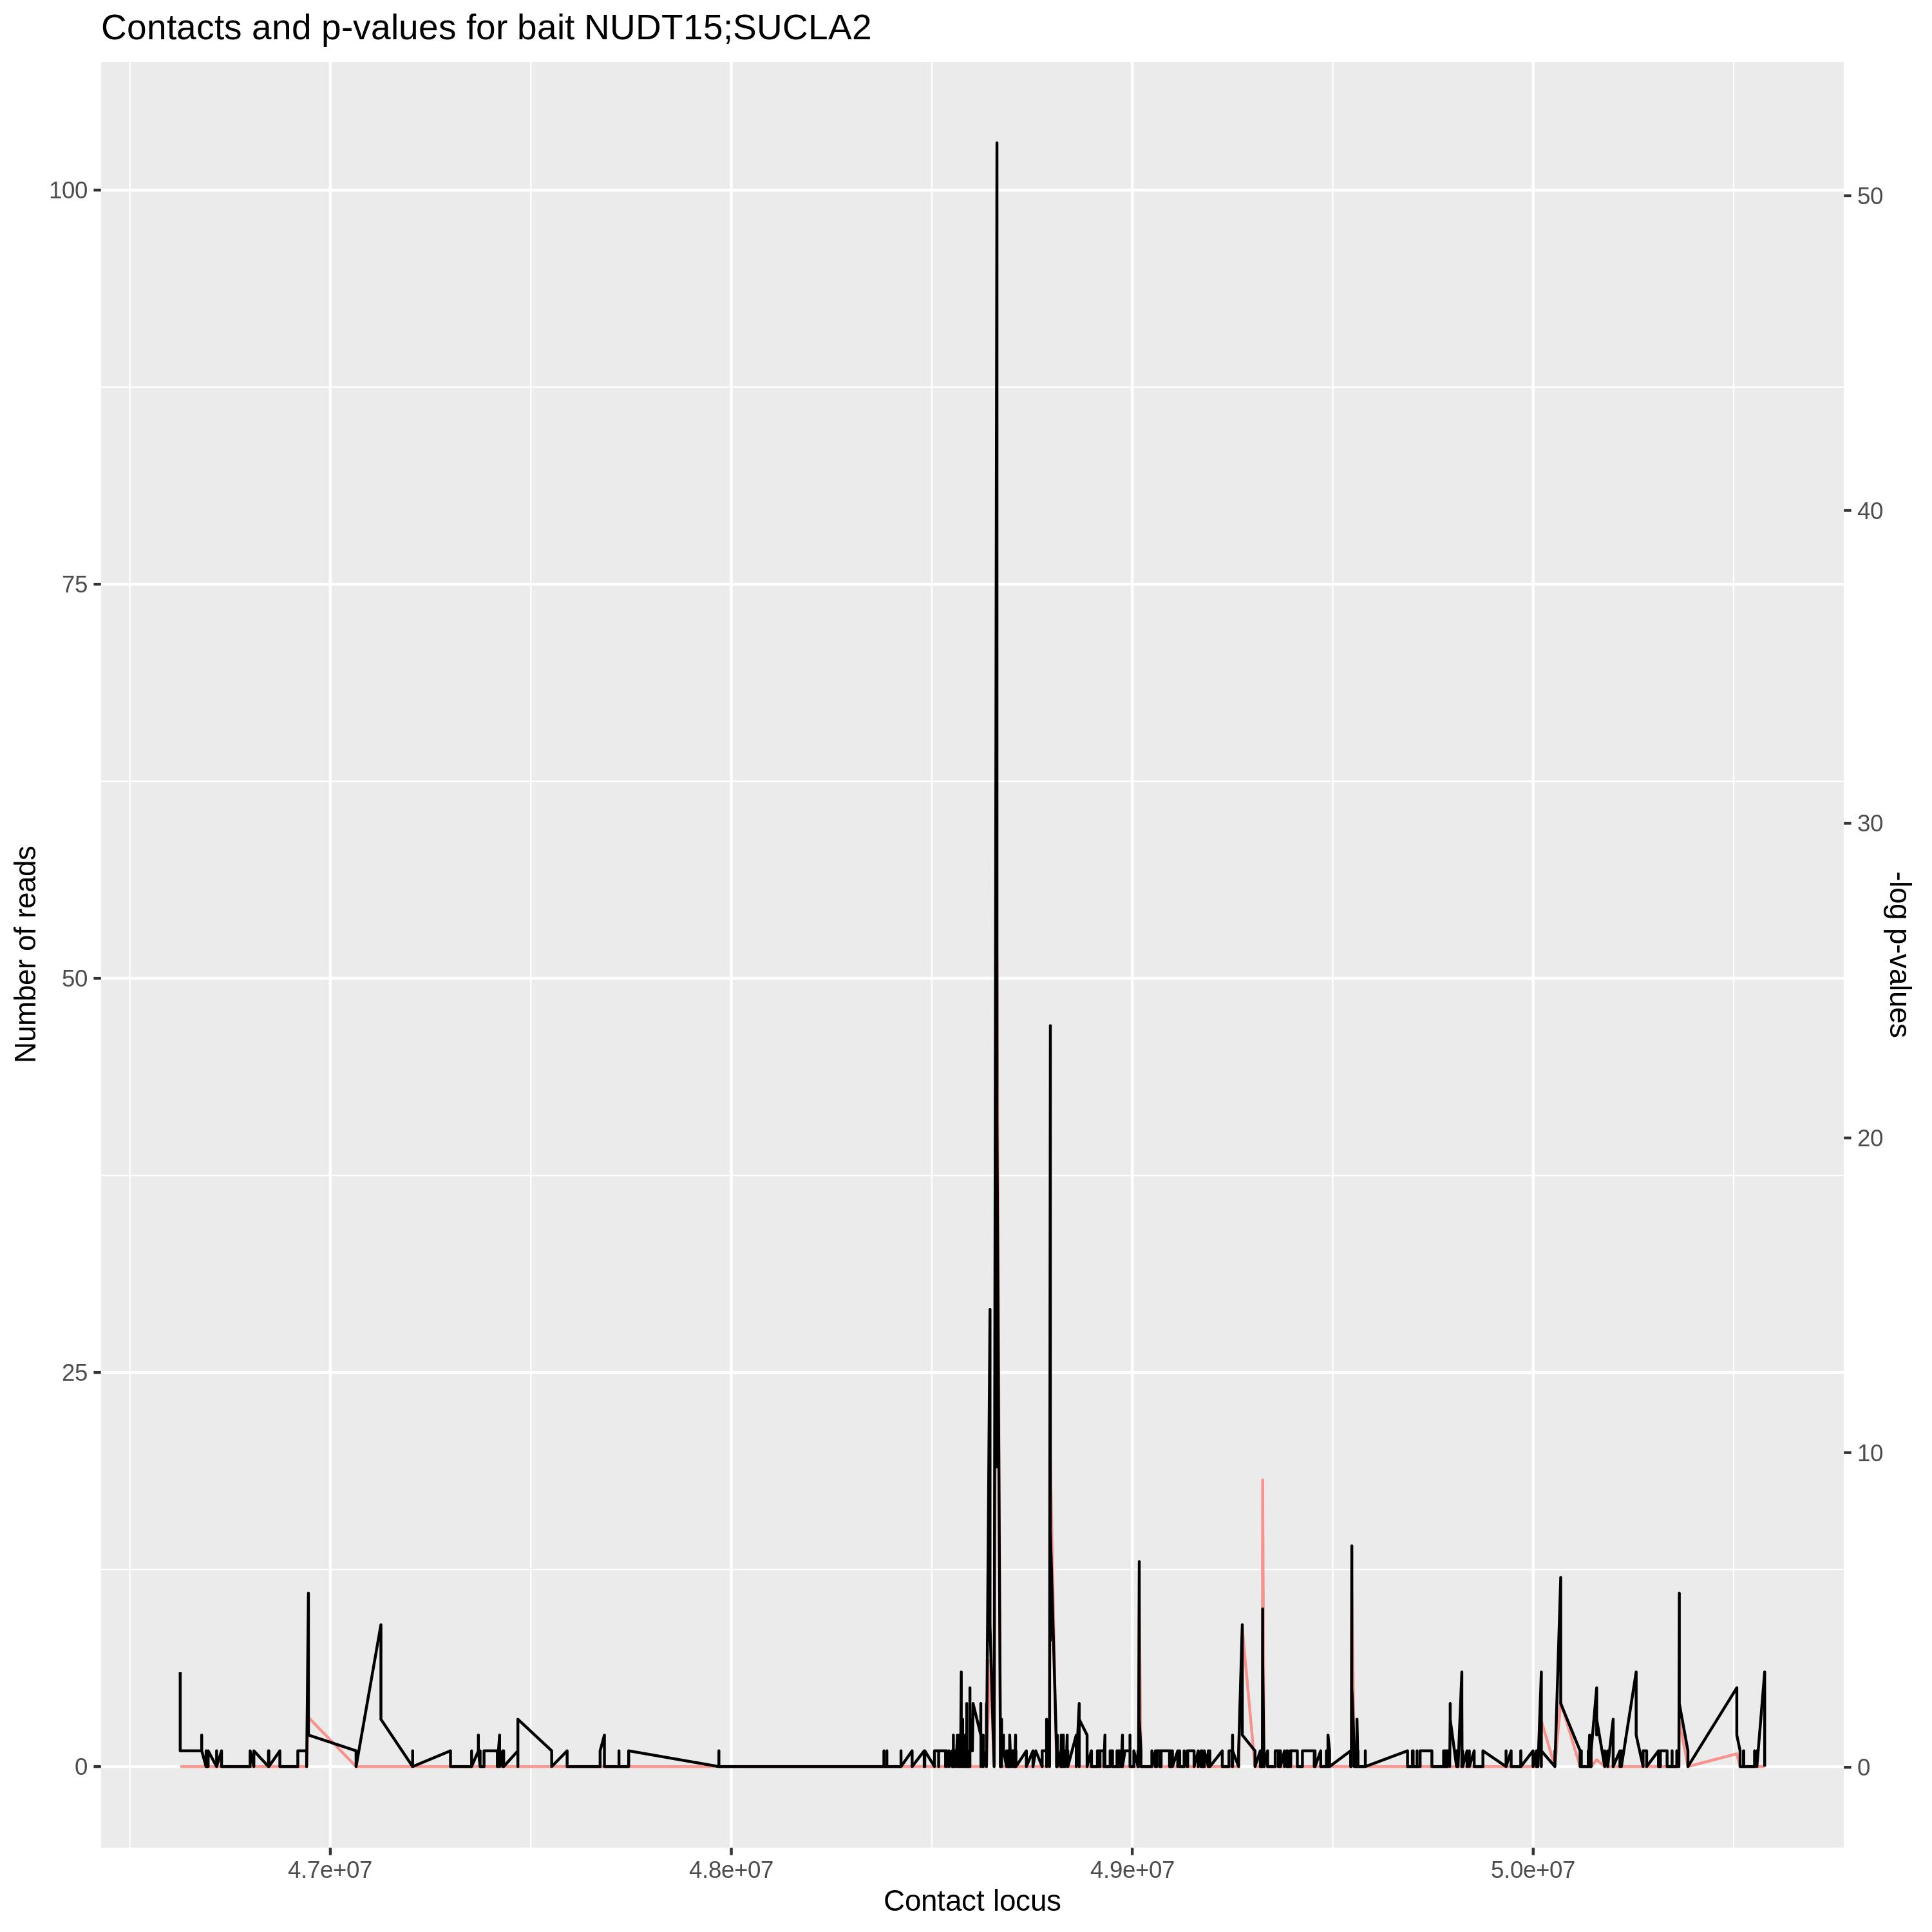 Contacts and p-values for bait NUDT15;SUCLA2
100
75
50
25
0
Number of reads
50
40
30
20
10
0
-log p-values
4.7e+07
4.8e+07
4.9e+07
5.0e+07
Contact locus